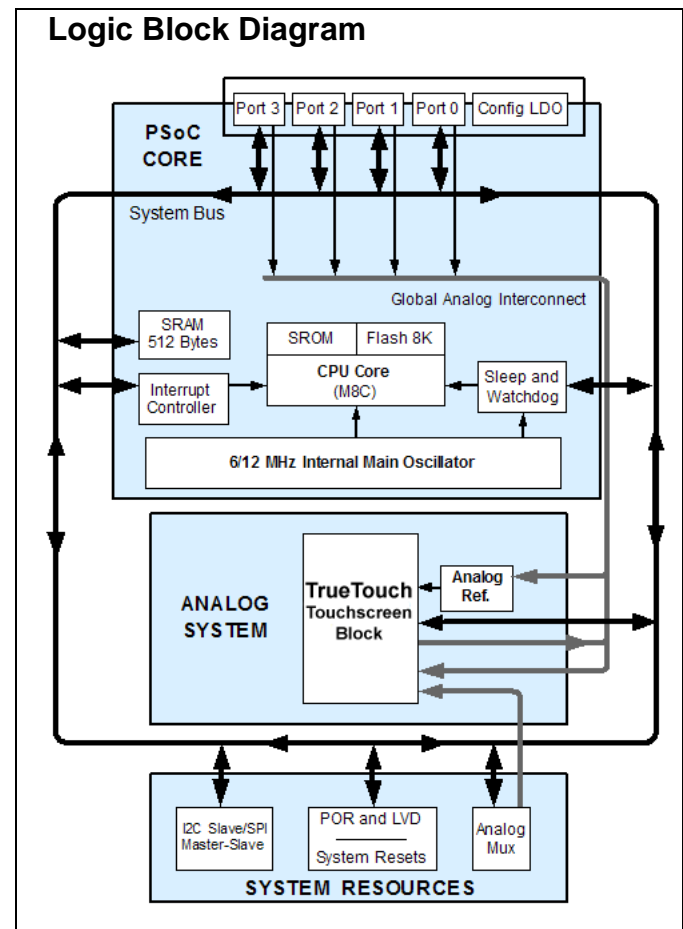 Logic Block Diagram
Port 3
Port 2
Port 1
Port 0
Config LDO
PSoC
CORE
System Bus
Global Analog Interconnect
SRAM
512 Bytes
SROM
Flash 8K
CPU Core
(M8C)
Interrupt
Controller
Sleep and
Watchdog
6/12 MHz Internal Main Oscillator
ANALOG
SYSTEM
TrueTouch
Touchscreen
Block
Analog
Ref.
I2C Slave/SPI
Master-Slave
POR and LVD
System Resets
Analog
Mux
SYSTEM RESOURCES